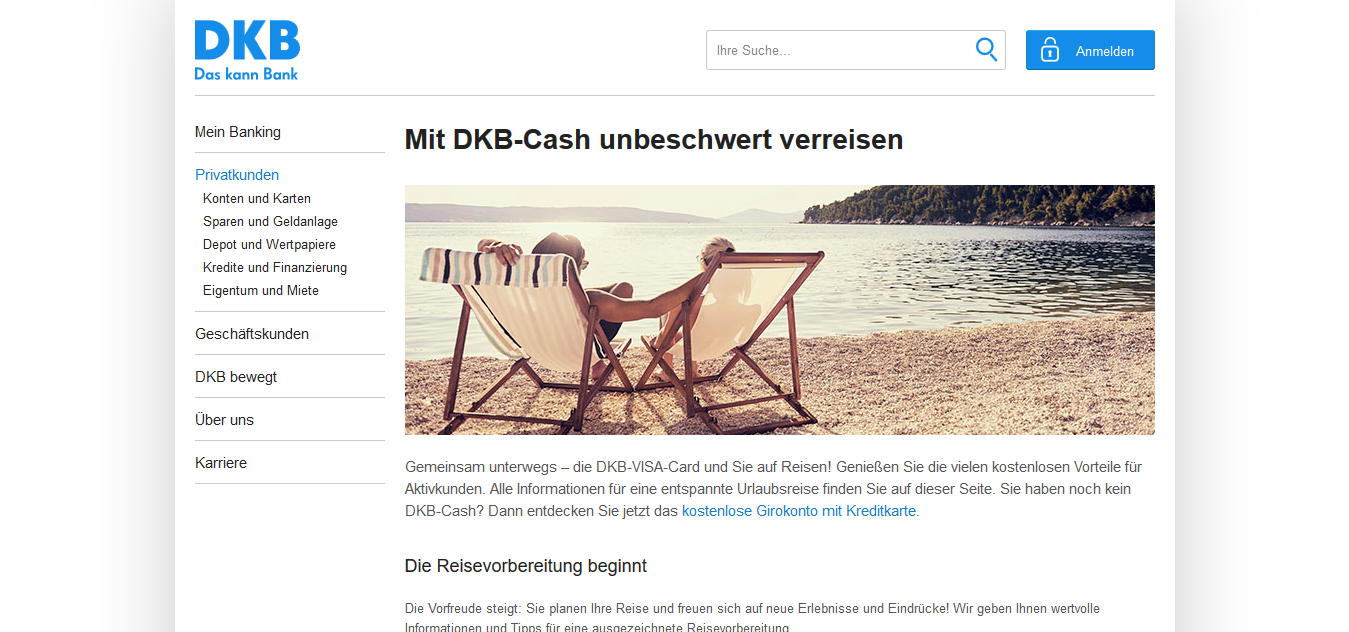 DKB
Das kann Bank
Ihre Suche...
Anmelden
Mein Banking
Privatkunden
Konten und Karten
Sparen und Geldanlage
Depot und Wertpapiere
Kredite und Finanzierung
Eigentum und Miete
Geschäftskunden
DKB bewegt
Über uns
Karriere
Mit DKB-Cash unbeschwert verreisen
Gemeinsam unterwegs – die DKB-VISA-Card und Sie auf Reisen! Genießen Sie die vielen kostenlosen Vorteile für
Aktivkunden. Alle Informationen für eine entspannte Urlaubsreise finden Sie auf dieser Seite. Sie haben noch kein
DKB-Cash? Dann entdecken Sie jetzt das kostenlose Girokonto mit Kreditkarte.
Die Reisevorbereitung beginnt
Die Vorfreude steigt: Sie planen Ihre Reise und freuen sich auf neue Erlebnisse und Eindrücke! Wir geben Ihnen wertvolle
Informationen und Tipps für eine ausgezeichnete Reisevorbereitung.